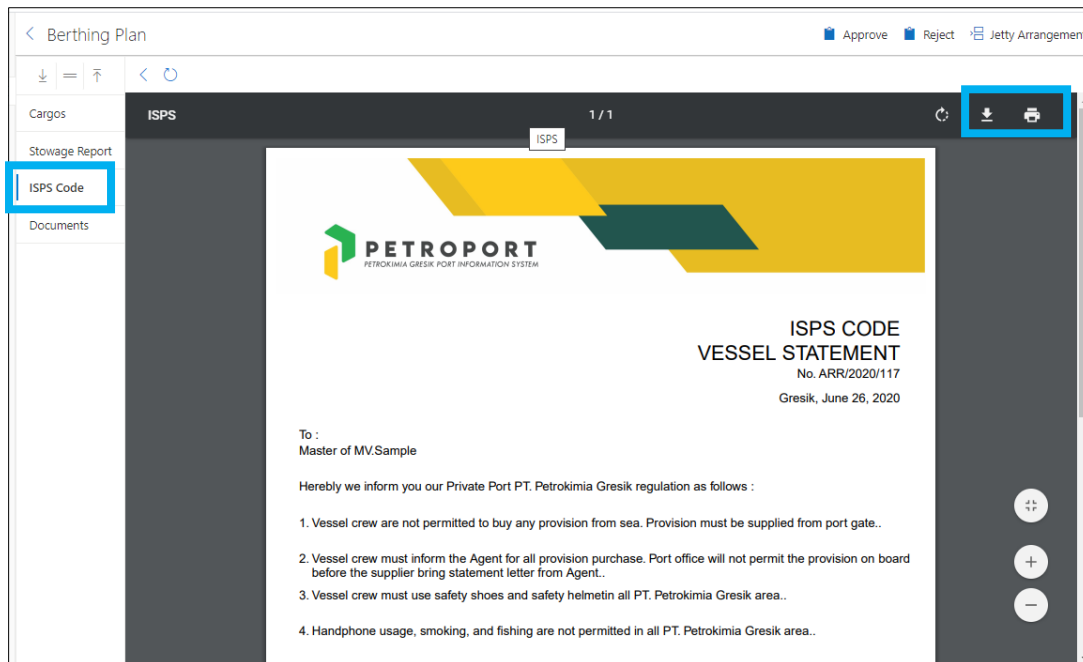 Berthing Plan
Approve Reject Jetty Arrangement
Cargos
Stowage Report
ISPS Code
Documents
ISPS 1 / 1
ISPS
PETROPORT
PETROKIMIA GRESIK PORT INFORMATION SYSTEM
ISPS CODE
VESSEL STATEMENT
No. ARR/2020/117
Gresik, June 26, 2020
To :
Master of MV.Sample
Hereby we inform you our Private Port PT. Petrokimia Gresik regulation as follows :
1. Vessel crew are not permitted to buy any provision from sea. Provision must be supplied from port gate..
2. Vessel crew must inform the Agent for all provision purchase. Port office will not permit the provision on board
before the supplier bring statement letter from Agent..
3. Vessel crew must use safety shoes and safety helmetin all PT. Petrokimia Gresik area..
4. Handphone usage, smoking, and fishing are not permitted in all PT. Petrokimia Gresik area..